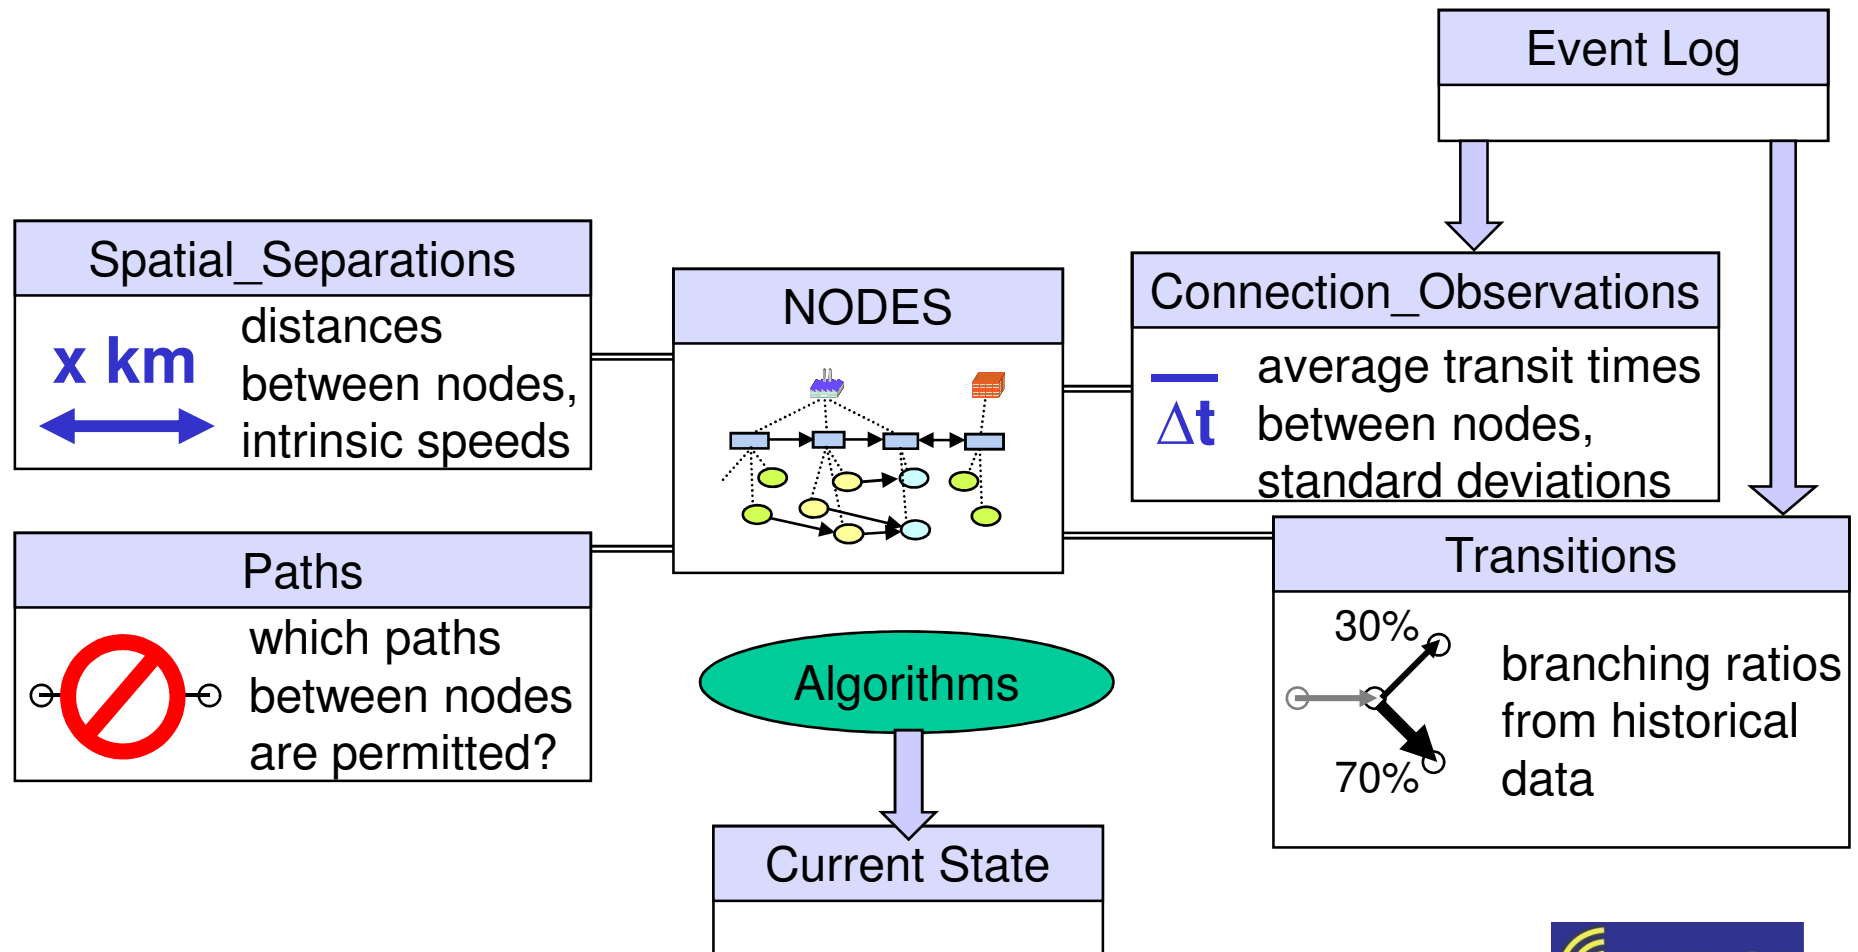 Event Log
Spatial_Separations
x km
distances
between nodes,
intrinsic speeds
NODES
Connection_Observations
Δt
average transit times
between nodes,
standard deviations
Paths
which paths
between nodes
are permitted?
Algorithms
Transitions
30%
70%
branching ratios
from historical
data
Current State